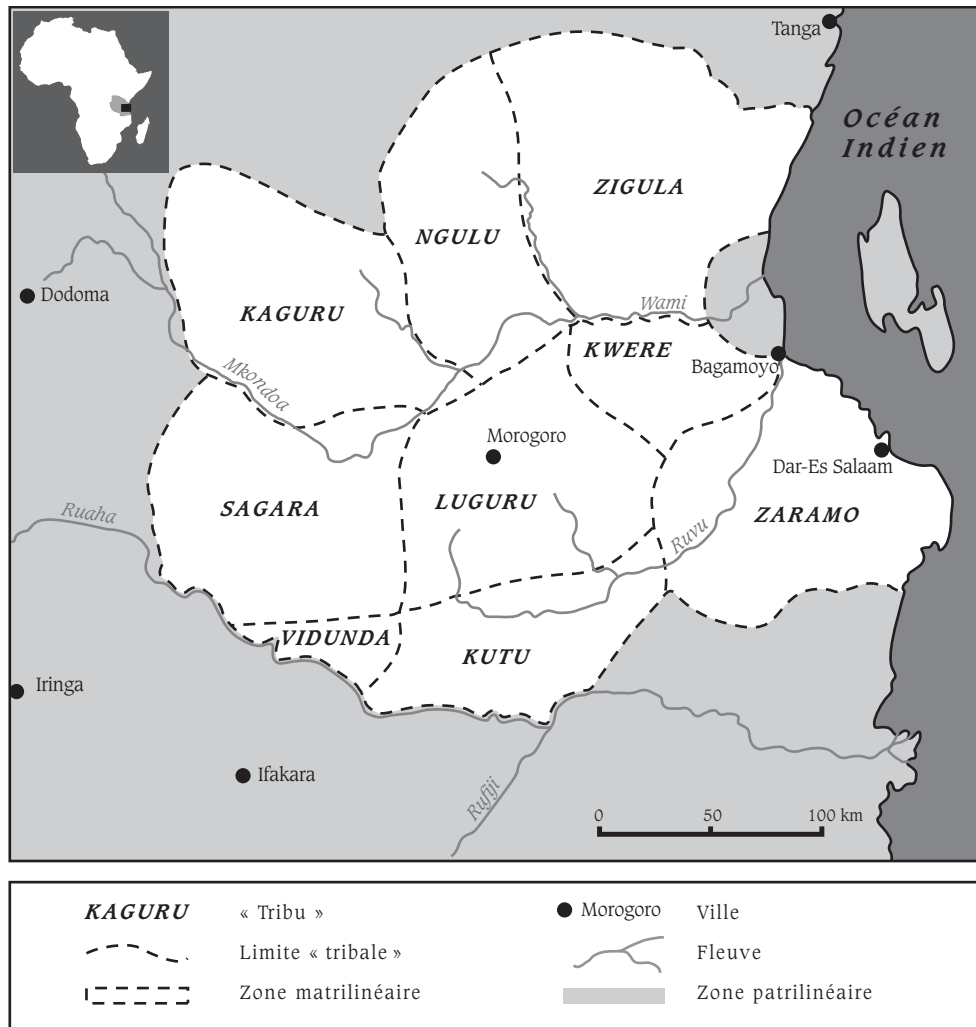 Tanga
Océan
Indien
ZIGULA
NGULU
Dodoma
KAGURU
Wami
KWERE
Bagamoyo
Mkondoa
Morogoro
Dar-Es Salaam
SAGARA
LUGURU
ZARAMO
Ruaha
Ruvu
VIDUNDA
KUTU
Iringa
Ifakara
Rufiji
0 50 100 km
KAGURU « Tribu »
Morogoro Ville
Limite « tribale »
Fleuve
Zone matrilinéaire
Zone patrilinéaire